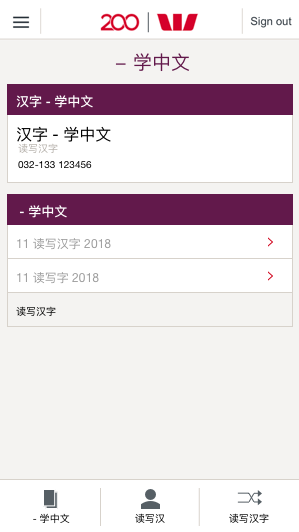 200
Sign out
– 学中文
汉字 - 学中文
汉字 - 学中文
读写汉字
032-133 123456
- 学中文
11 读写汉字 2018
11 读写字 2018
读写汉字
- 学中文
读写汉
读写汉字